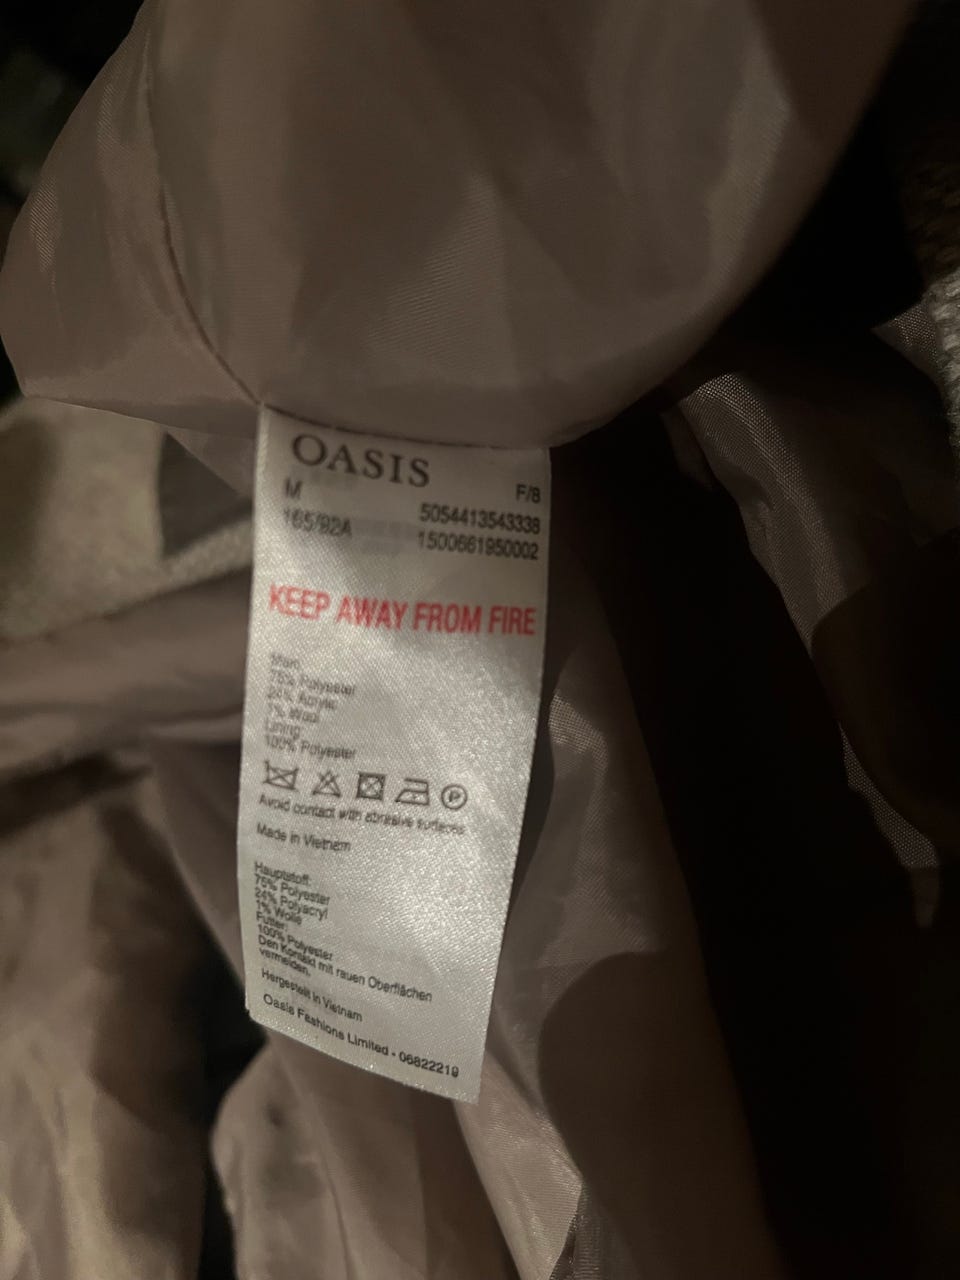 OASIS
M F/8
5054413543338
165/92A 1500661950002
KEEP AWAY FROM FIRE
Main:
75% Polyester
24% Acrylic
1% Wool
Lining:
100% Polyester
P
Avoid contact with abrasive surfaces
Made in Vietnam
Hauptstoff:
75% Polyester
24% Polyacryl
1% Wolle
Futter:
100% Polyester
Den Kontakt mit rauen Oberflächen
vermeiden.
Hergestellt in Vietnam
Oasis Fashions Limited • 06822219